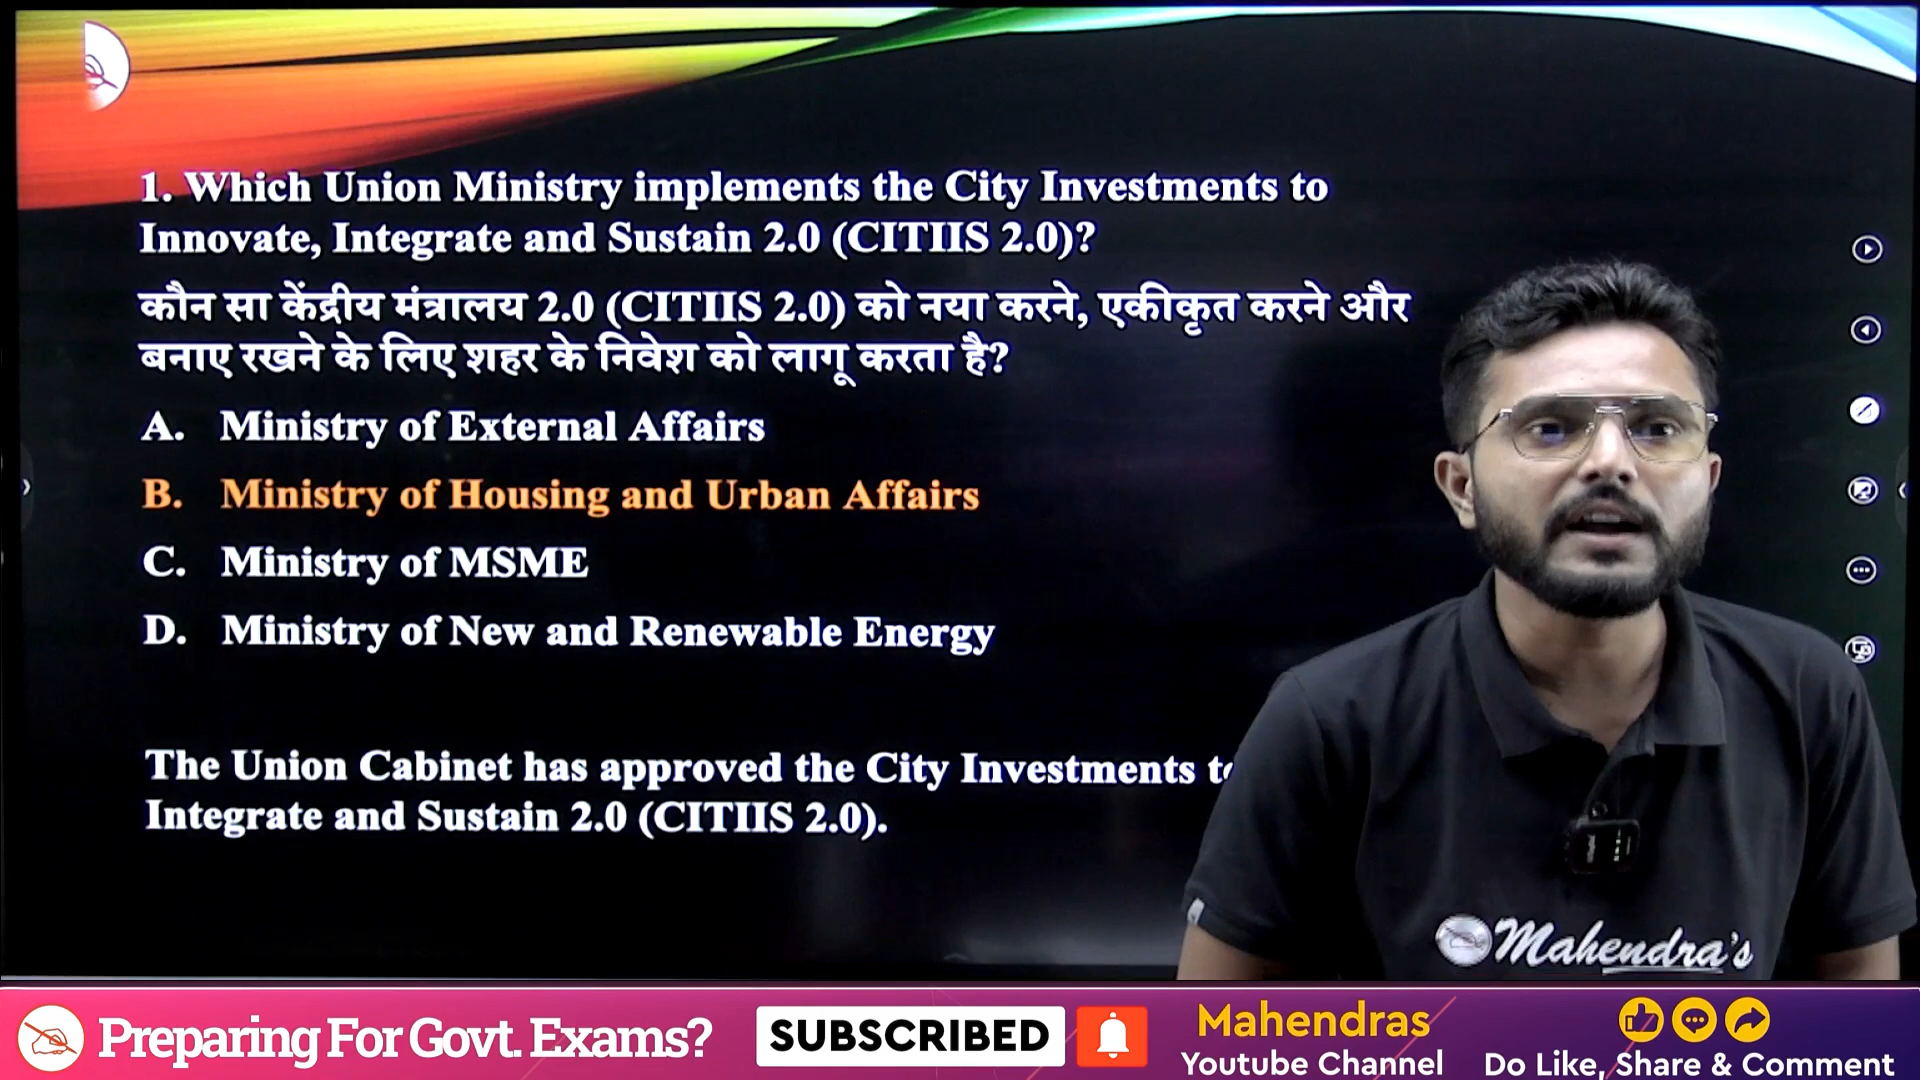 1. Which Union Ministry implements the City Investments to
Innovate, Integrate and Sustain 2.0 (CITIIS 2.0)?
कौन सा केंद्रीय मंत्रालय 2.0 (CITIIS 2.0) को नया करने, एकीकृत करने और
बनाए रखने के लिए शहर के निवेश को लागू करता है?
A. Ministry of External Affairs
B. Ministry of Housing and Urban Affairs
C. Ministry of MSME
D. Ministry of New and Renewable Energy
The Union Cabinet has approved the City Investments to
Integrate and Sustain 2.0 (CITIIS 2.0).
Mahendra's
Preparing For Govt. Exams?
SUBSCRIBED
Mahendras
Youtube Channel
Do Like, Share & Comment